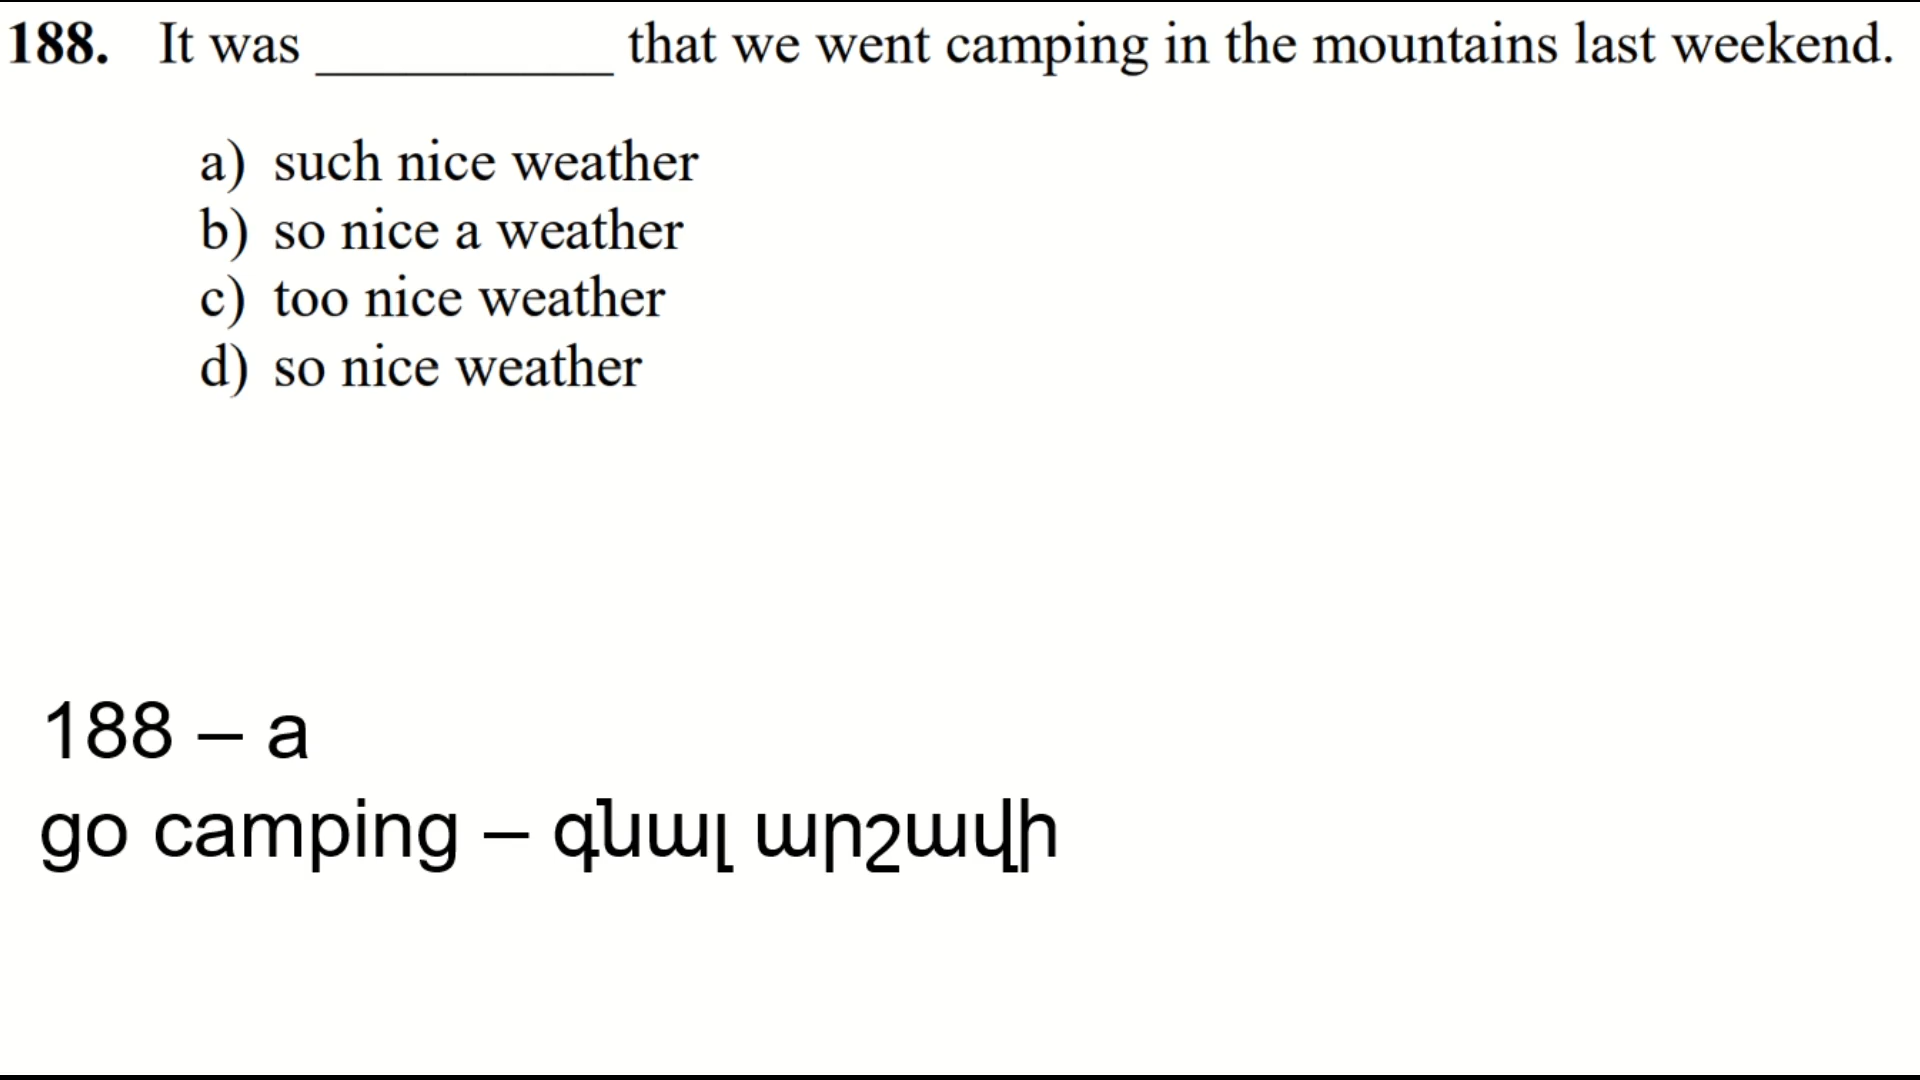 188. It was __________ that we went camping in the mountains last weekend.
a) such nice weather
b) so nice a weather
c) too nice weather
d) so nice weather
188 – a
go camping – գնալ արշավի